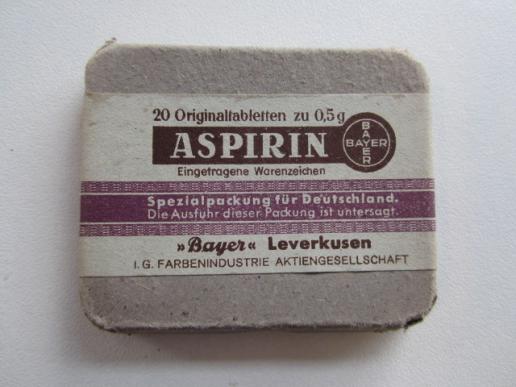 20 Originaltabletten zu 0,5 g
ASPIRIN
BAYER
BAYER
Eingetragene Warenzeichen
Spezialpackung für Deutschland.
Die Ausfuhr dieser Packung ist untersagt.
»Bayer« Leverkusen
I. G. FARBENINDUSTRIE AKTIENGESELLSCHAFT